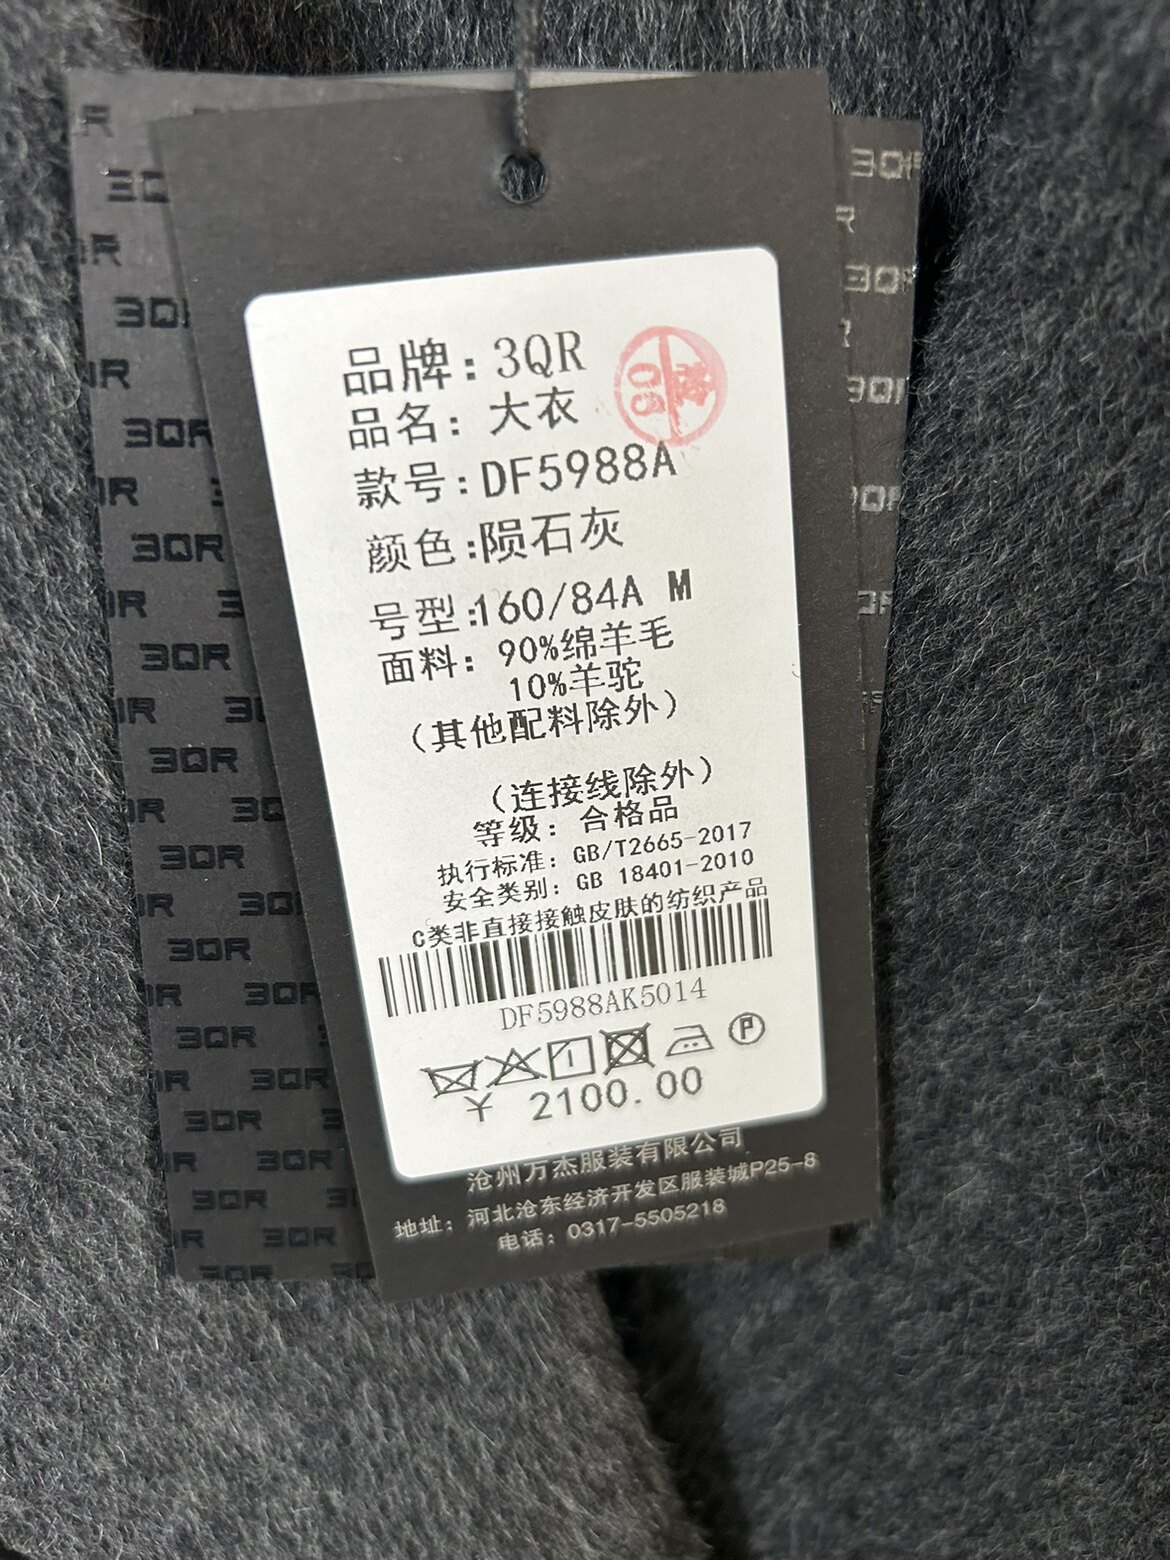 品牌：3QR
品名：大衣
款号：DF5988A
颜色：陨石灰
号型：160/84A M
面料：90%绵羊毛
10%羊驼
（其他配料除外）
（连接线除外）
等级：合格品
执行标准：GB/T2665-2017
安全类别：GB 18401-2010
C类非直接接触皮肤的纺织产品
DF5988AK5014
¥ 2100.00
沧州万杰服装有限公司
地址：河北沧东经济开发区服装城P25-8
电话：0317-5505218
3QR